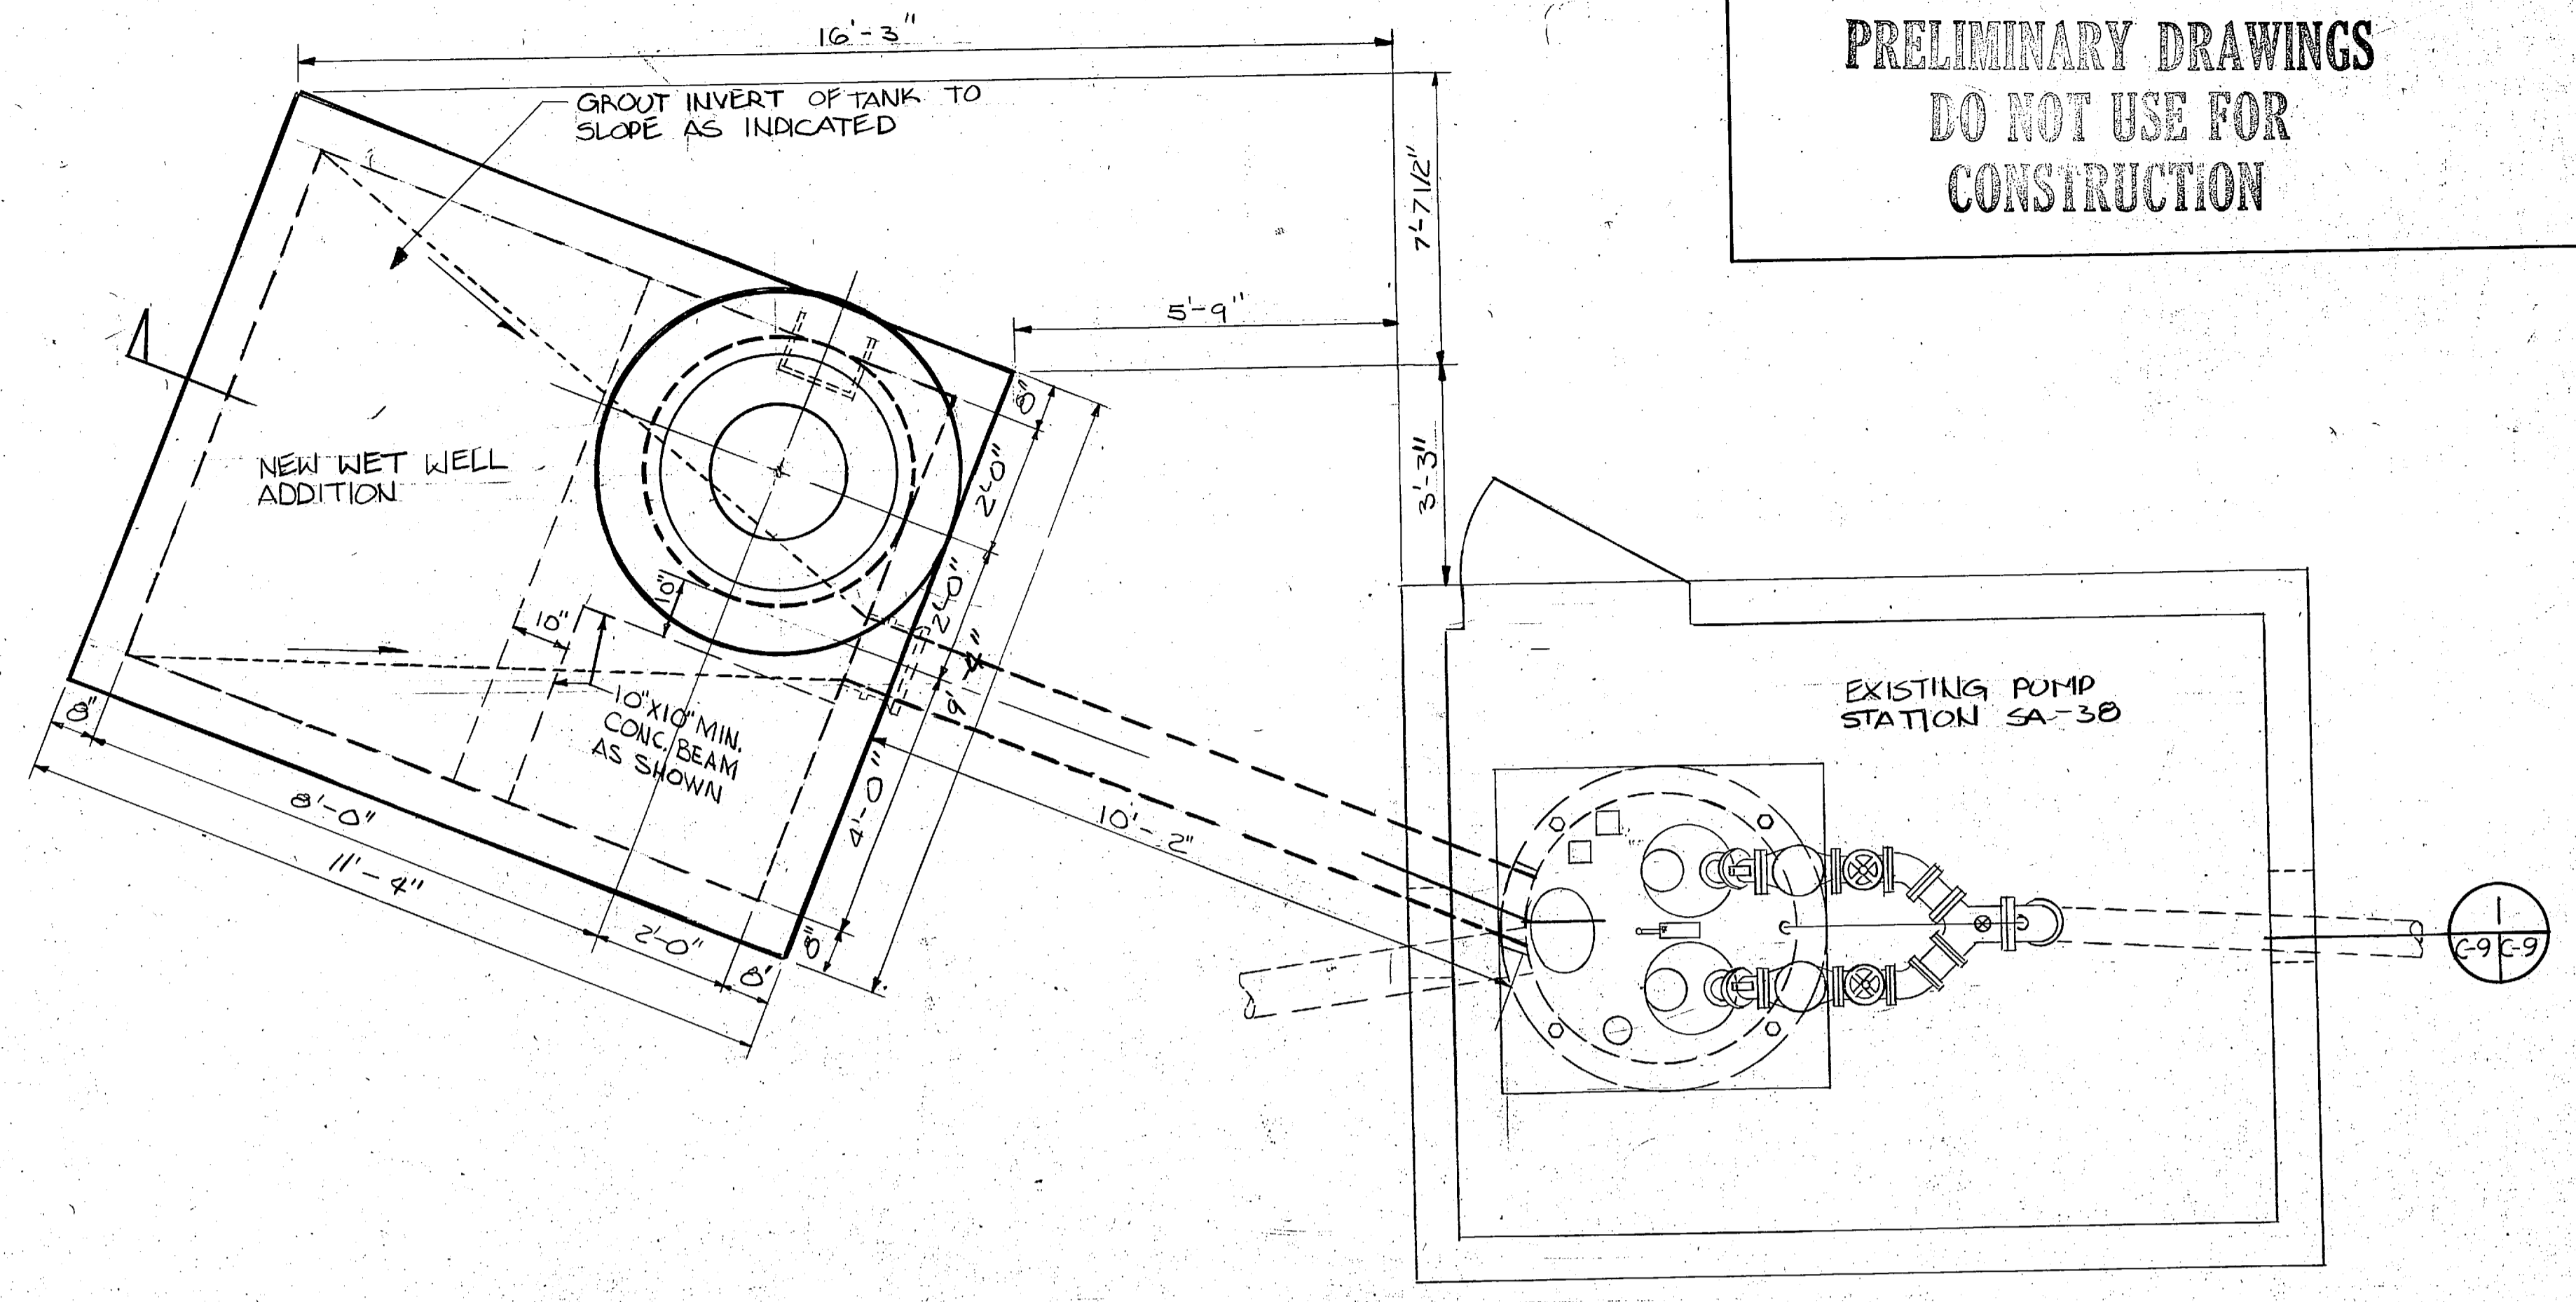 PRELIMINARY DRAWINGS
DO NOT USE FOR
CONSTRUCTION
16'-3"
GROUT INVERT OF TANK TO
SLOPE AS INDICATED
7'-7 1/2"
5'-9"
3'-3"
8"
2'-0"
2'-0"
9'-4"
4'-0"
8"
NEW WET WELL
ADDITION
10"
10"
10"X10" MIN.
CONC. BEAM
AS SHOWN
8"
8'-0"
11'-4"
2'-0"
8'
10'-2"
EXISTING PUMP
STATION SA-38
1
C-9 C-9